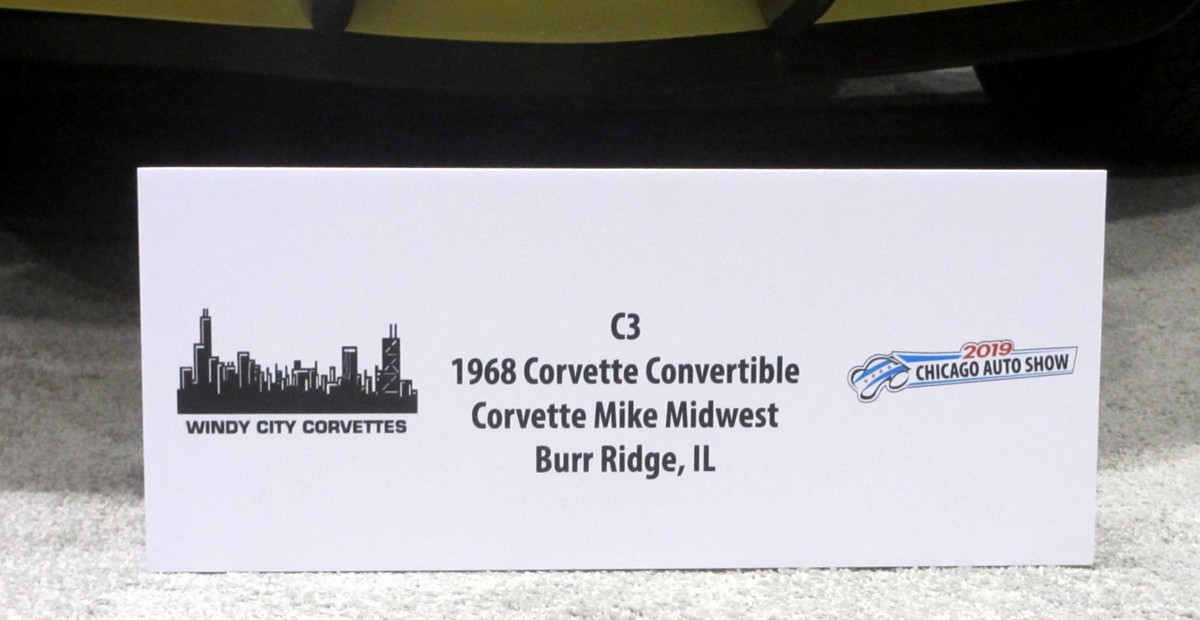 C3
1968 Corvette Convertible
Corvette Mike Midwest
Burr Ridge, IL
WINDY CITY CORVETTES
2019
CHICAGO AUTO SHOW